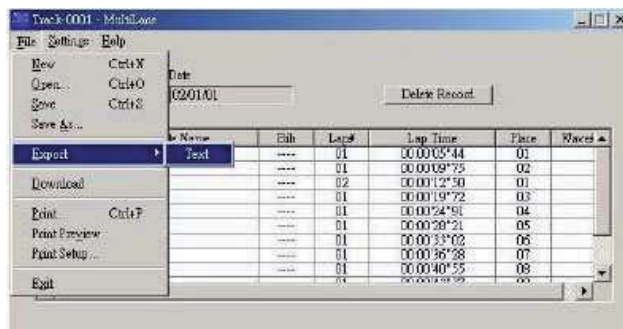 Track-0001 - MultiLane
File Settings Help
New Ctrl+N
Open... Ctrl+O
Save Ctrl+S
Save As...
Export
Text
Download
Print Ctrl+P
Print Preview
Print Setup...
Exit
Date
02/01/01
Delete Record
Name Bib Lap# Lap Time Place
---- 01 00:00'05"44 01
---- 01 00:00'09"75 02
---- 02 00:00'12"50 01
---- 01 00:00'19"72 03
---- 01 00:00'24"91 04
---- 01 00:00'28"21 05
---- 01 00:00'33"02 06
---- 01 00:00'36"28 07
---- 01 00:00'40"55 08